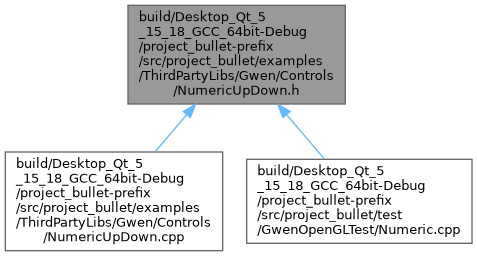 build/Desktop_Qt_5
_15_18_GCC_64bit-Debug
/project_bullet-prefix
/src/project_bullet/examples
/ThirdPartyLibs/Gwen/Controls
/NumericUpDown.h
build/Desktop_Qt_5
_15_18_GCC_64bit-Debug
/project_bullet-prefix
/src/project_bullet/examples
/ThirdPartyLibs/Gwen/Controls
/NumericUpDown.cpp
build/Desktop_Qt_5
_15_18_GCC_64bit-Debug
/project_bullet-prefix
/src/project_bullet/test
/GwenOpenGLTest/Numeric.cpp